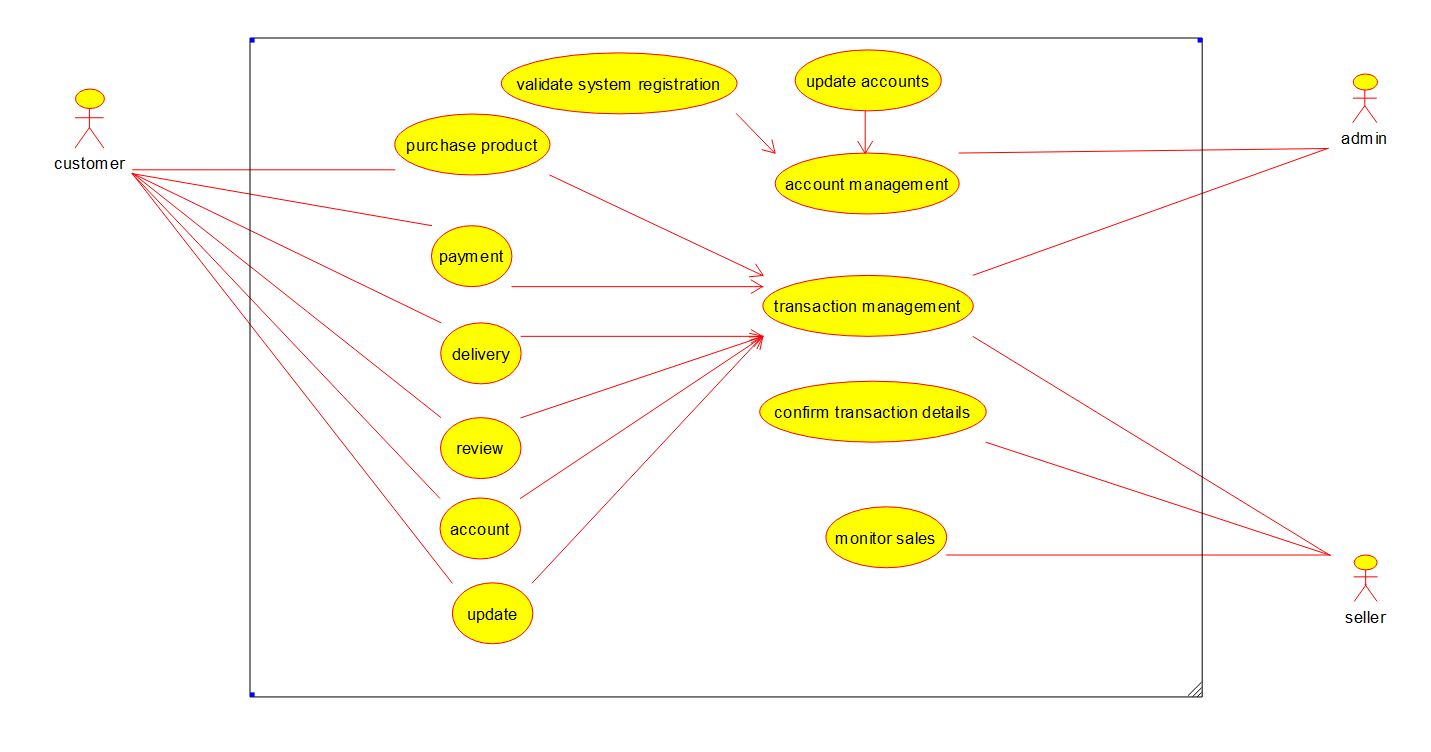 validate system registration
update accounts
purchase product
admin
customer
account management
payment
transaction management
delivery
confirm transaction details
review
account
monitor sales
update
seller